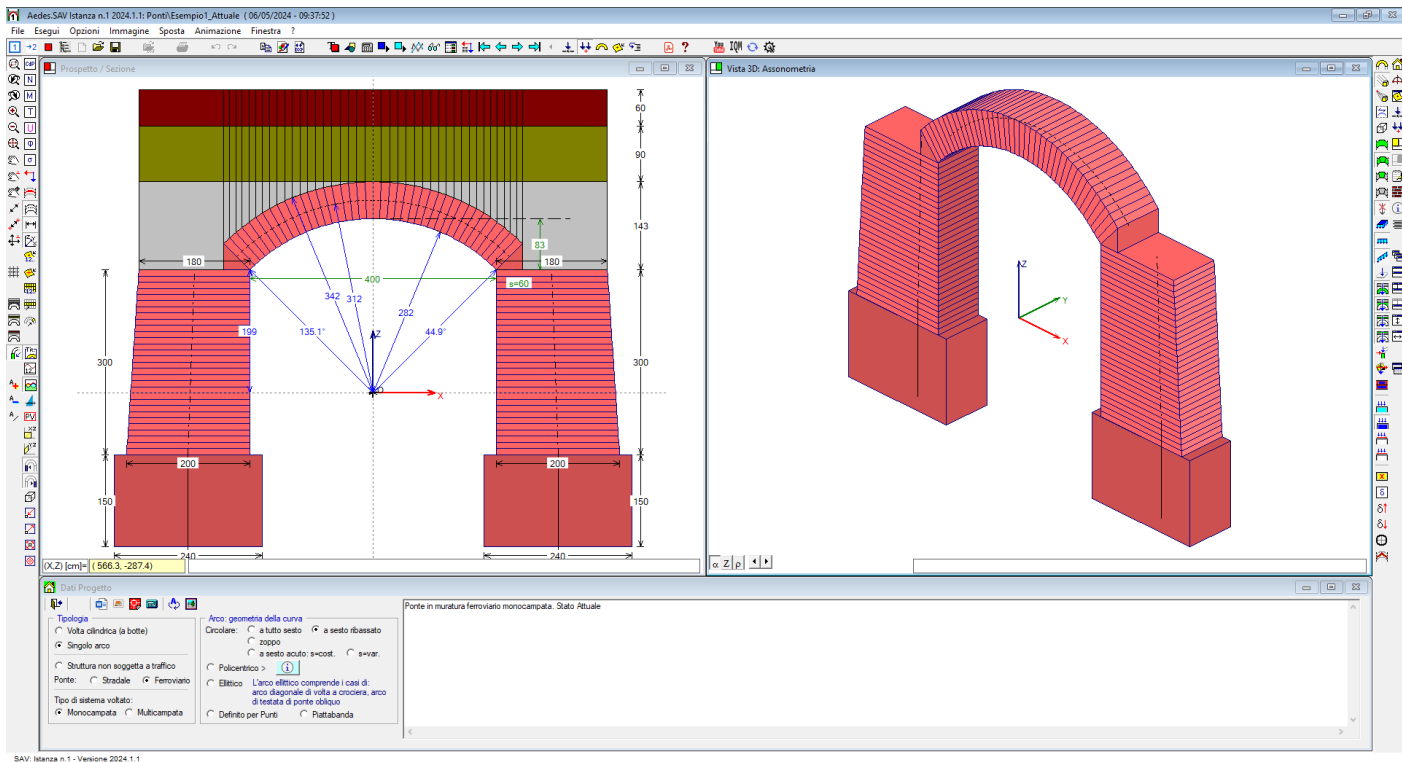 Aedes.SAV Istanza n.1 2024.1.1: Ponti\Esempio1_Attuale ( 06/05/2024 - 09:37:52 )
File Esegui Opzioni Immagine Sposta Animazione Finestra ?
Prospetto / Sezione
60
90
143
83
180
180
400
s=60
342
312
282
199
135.1°
44.9°
Z
O
X
300
300
200
200
150
150
240
240
(X,Z) [cm]= ( 566.3, -287.4)
Vista 3D: Assonometria
Z
Y
X
α Z ρ
Dati Progetto
Tipologia
Volta cilindrica (a botte)
Singolo arco
Struttura non soggetta a traffico
Ponte: Stradale Ferroviario
Tipo di sistema voltato:
Monocampata Multicampata
Arco: geometria della curva
Circolare: a tutto sesto a sesto ribassato
zoppo
a sesto acuto: s=cost. s=var.
Policentrico >
Ellittico L'arco ellittico comprende i casi di:
arco diagonale di volta a crociera, arco
di testata di ponte obliquo
Definito per Punti Piattabanda
Ponte in muratura ferroviario monocampata. Stato Attuale
SAV: Istanza n.1 - Versione 2024.1.1